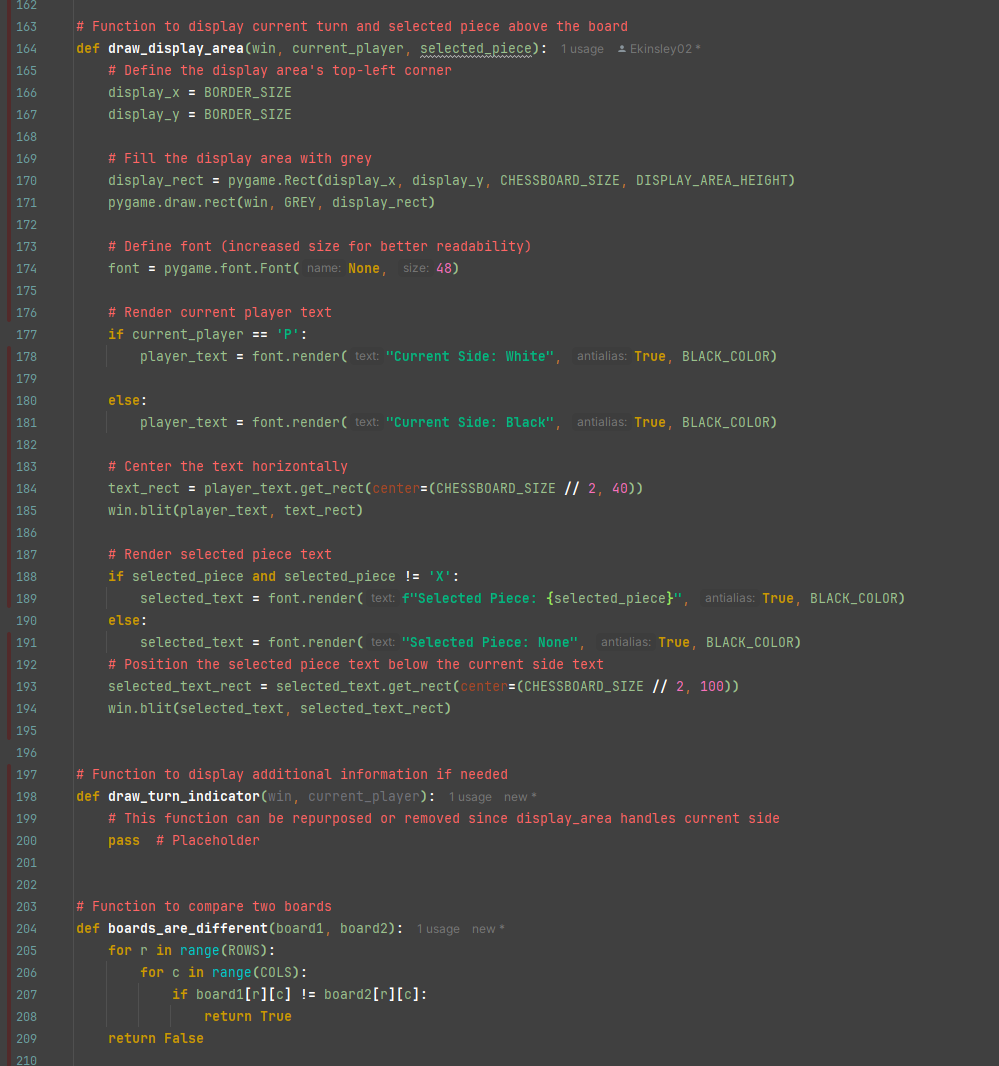 162
163 # Function to display current turn and selected piece above the board
164 def draw_display_area(win, current_player, selected_piece): 1 usage Ekinsley02 *
165 # Define the display area's top-left corner
166 display_x = BORDER_SIZE
167 display_y = BORDER_SIZE
168
169 # Fill the display area with grey
170 display_rect = pygame.Rect(display_x, display_y, CHESSBOARD_SIZE, DISPLAY_AREA_HEIGHT)
171 pygame.draw.rect(win, GREY, display_rect)
172
173 # Define font (increased size for better readability)
174 font = pygame.font.Font( name: None, size: 48)
175
176 # Render current player text
177 if current_player == 'P':
178 player_text = font.render( text: "Current Side: White", antialias: True, BLACK_COLOR)
179
180 else:
181 player_text = font.render( text: "Current Side: Black", antialias: True, BLACK_COLOR)
182
183 # Center the text horizontally
184 text_rect = player_text.get_rect(center=(CHESSBOARD_SIZE // 2, 40))
185 win.blit(player_text, text_rect)
186
187 # Render selected piece text
188 if selected_piece and selected_piece != 'X':
189 selected_text = font.render( text: f"Selected Piece: {selected_piece}", antialias: True, BLACK_COLOR)
190 else:
191 selected_text = font.render( text: "Selected Piece: None", antialias: True, BLACK_COLOR)
192 # Position the selected piece text below the current side text
193 selected_text_rect = selected_text.get_rect(center=(CHESSBOARD_SIZE // 2, 100))
194 win.blit(selected_text, selected_text_rect)
195
196
197 # Function to display additional information if needed
198 def draw_turn_indicator(win, current_player): 1 usage new *
199 # This function can be repurposed or removed since display_area handles current side
200 pass # Placeholder
201
202
203 # Function to compare two boards
204 def boards_are_different(board1, board2): 1 usage new *
205 for r in range(ROWS):
206 for c in range(COLS):
207 if board1[r][c] != board2[r][c]:
208 return True
209 return False
210